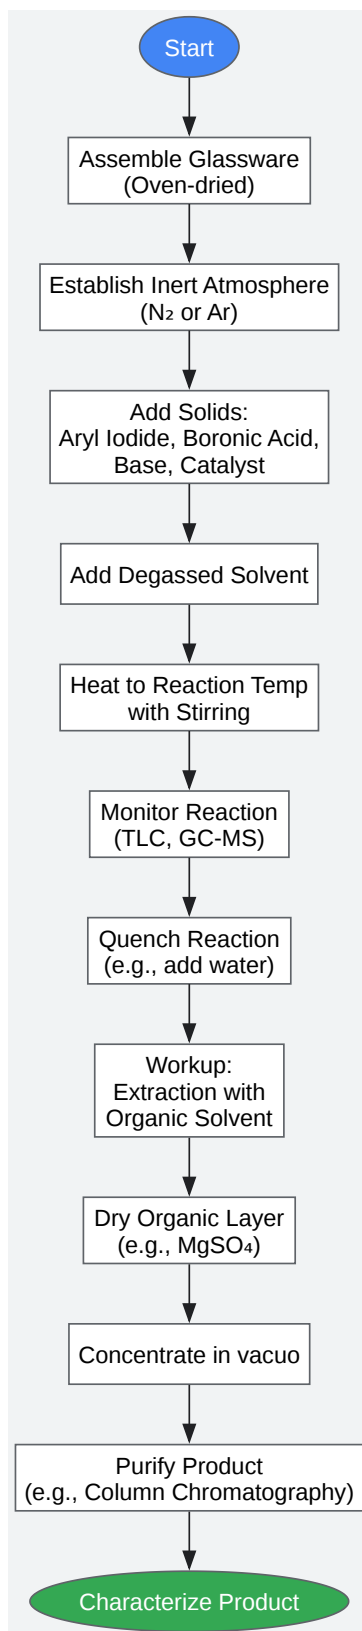 Start
Assemble Glassware
(Oven-dried)
Establish Inert Atmosphere
(N₂ or Ar)
Add Solids:
Aryl Iodide, Boronic Acid,
Base, Catalyst
Add Degassed Solvent
Heat to Reaction Temp
with Stirring
Monitor Reaction
(TLC, GC-MS)
Quench Reaction
(e.g., add water)
Workup:
Extraction with
Organic Solvent
Dry Organic Layer
(e.g., MgSO₄)
Concentrate in vacuo
Purify Product
(e.g., Column Chromatography)
Characterize Product